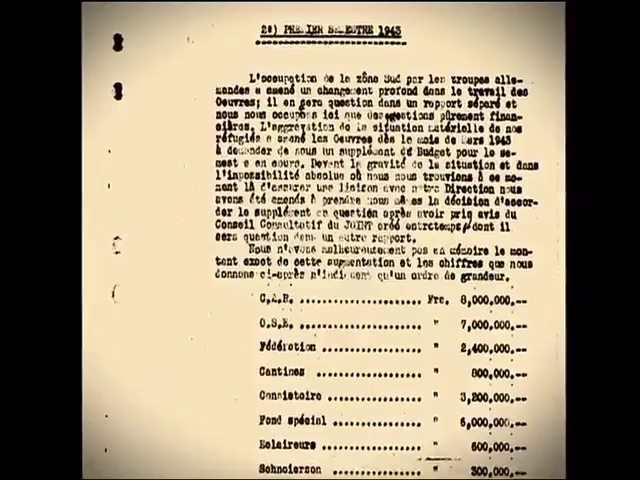 2°) PREMIER SEMESTRE 1943
L'occupation de la zône Sud par les troupes alle-
mandes a amené un changement profond dans le travail des
Oeuvres; il en sera question dans un rapport séparé et
nous nous occupons ici que des gestions pûrement finan-
cières. L'aggravation de la situation matérielle de nos
réfugiés a amené les Oeuvres dès le mois de Mars 1943
à demander de nous un supplément de Budget pour le se-
mestre en cours. Devant la gravité de la situation et dans
l'impossibilité absolue où nous nous trouvions à ce mo-
ment là d'assurer une liaison avec notre Direction nous
avons été amenés à prendre nous mêmes la décision d'accor-
der le supplément en question après avoir pris avis du
Conseil Consultatif du JOINT créé entretemps dont il
sera question dans un autre rapport.
Nous n'avons malheureusement pas en mémoire le mon-
tant exact de cette augmentation et les chiffres que nous
donnons ci-après n'indiquent qu'un ordre de grandeur.
C.A.R. ........................ Frs. 8,000,000.--
O.S.E. ........................ " 7,000,000.--
Fédération .................... " 2,400,000.--
Cantines .................... " 800,000.--
Consistoire .................. " 3,200,000.--
Fond spécial .................. " 6,000,000.--
Eclaireurs .................... " 600,000.--
Schneierson .................. " 300,000.--